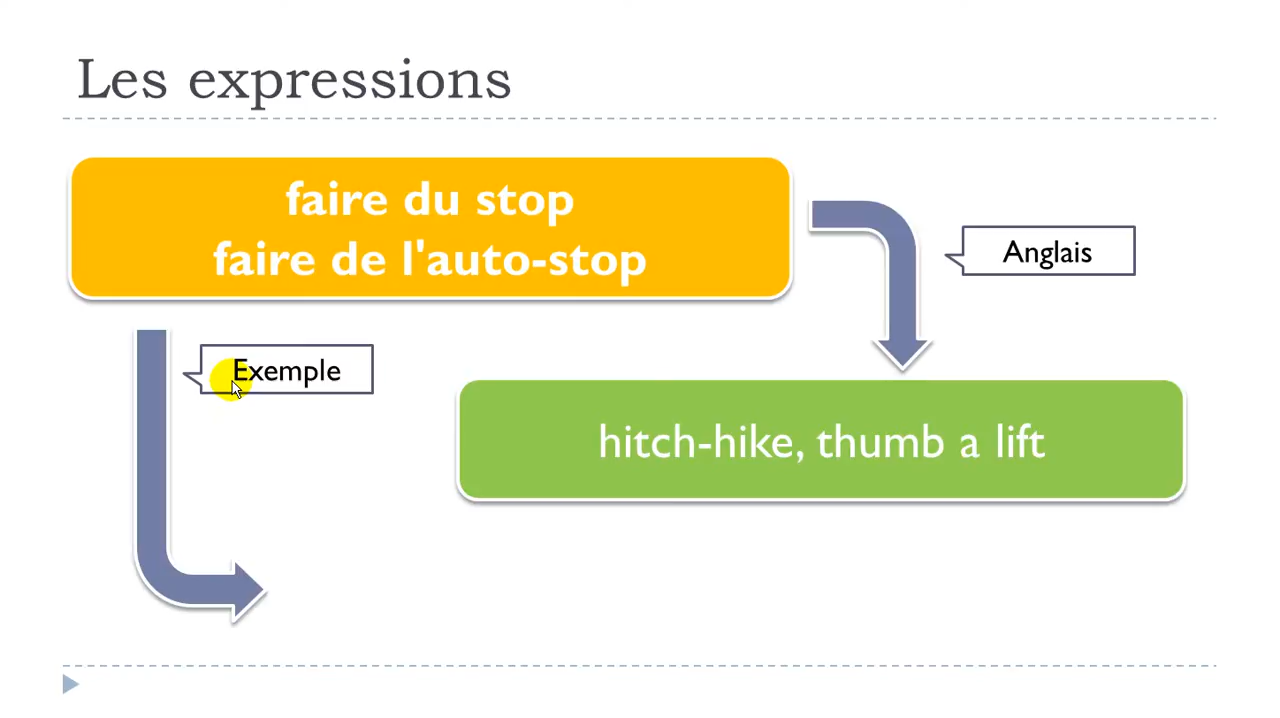 Les expressions
faire du stop
faire de l'auto-stop
Anglais
Exemple
hitch-hike, thumb a lift